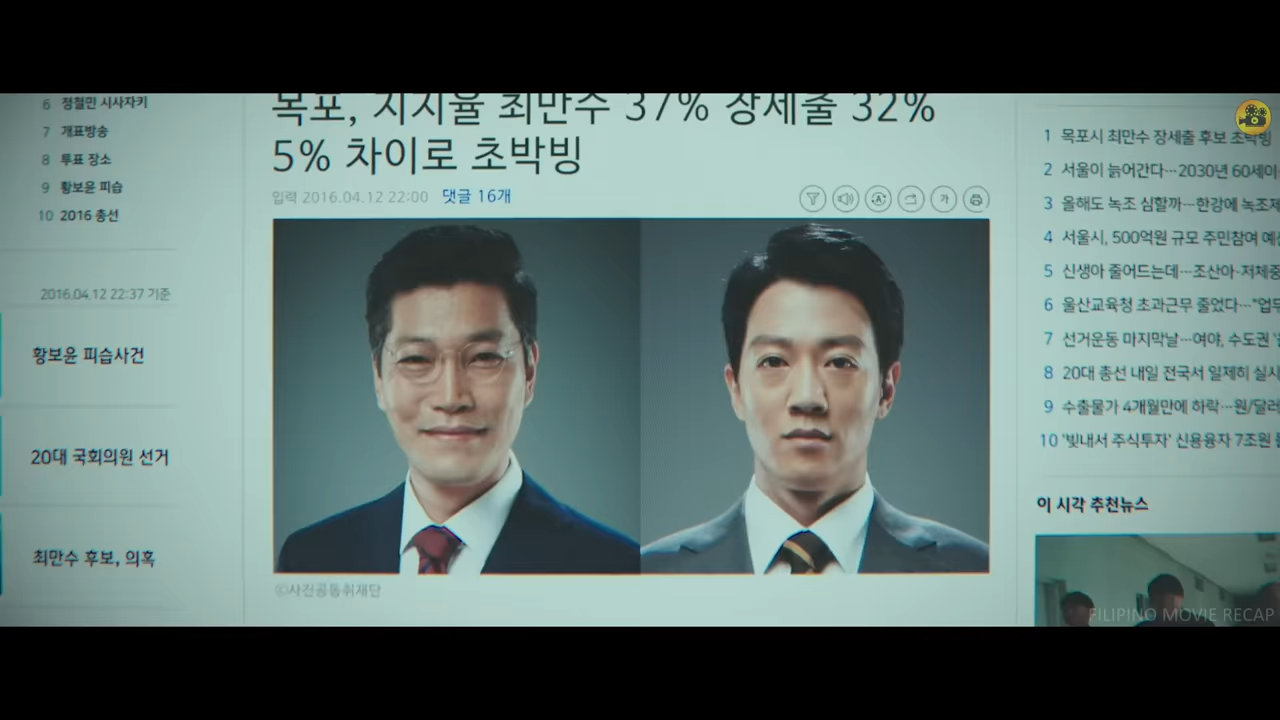 6 정철민 시사자키
7 개표방송
8 투표 장소
9 황보윤 피습
10 2016 총선
2016.04.12 22:37 기준
황보윤 피습사건
20대 국회의원 선거
최만수 후보, 의혹
목포, 지지율 최만수 37% 장세출 32%
5% 차이로 초박빙
입력 2016.04.12 22:00 댓글 16개
가
ⓒ사진공동취재단
1 목포시 최만수 장세출 후보 초박빙
2 서울이 늙어간다…2030년 60세이
3 올해도 녹조 심할까…한강에 녹조제
4 서울시, 500억원 규모 주민참여 예
5 신생아 줄어드는데…조산아·저체중
6 울산교육청 초과근무 줄었다…"업무
7 선거운동 마지막날…여야, 수도권
8 20대 총선 내일 전국서 일제히 실시
9 수출물가 4개월만에 하락…원/달러
10 '빚내서 주식투자' 신용융자 7조원
이 시각 추천뉴스
FILIPINO MOVIE RECAP